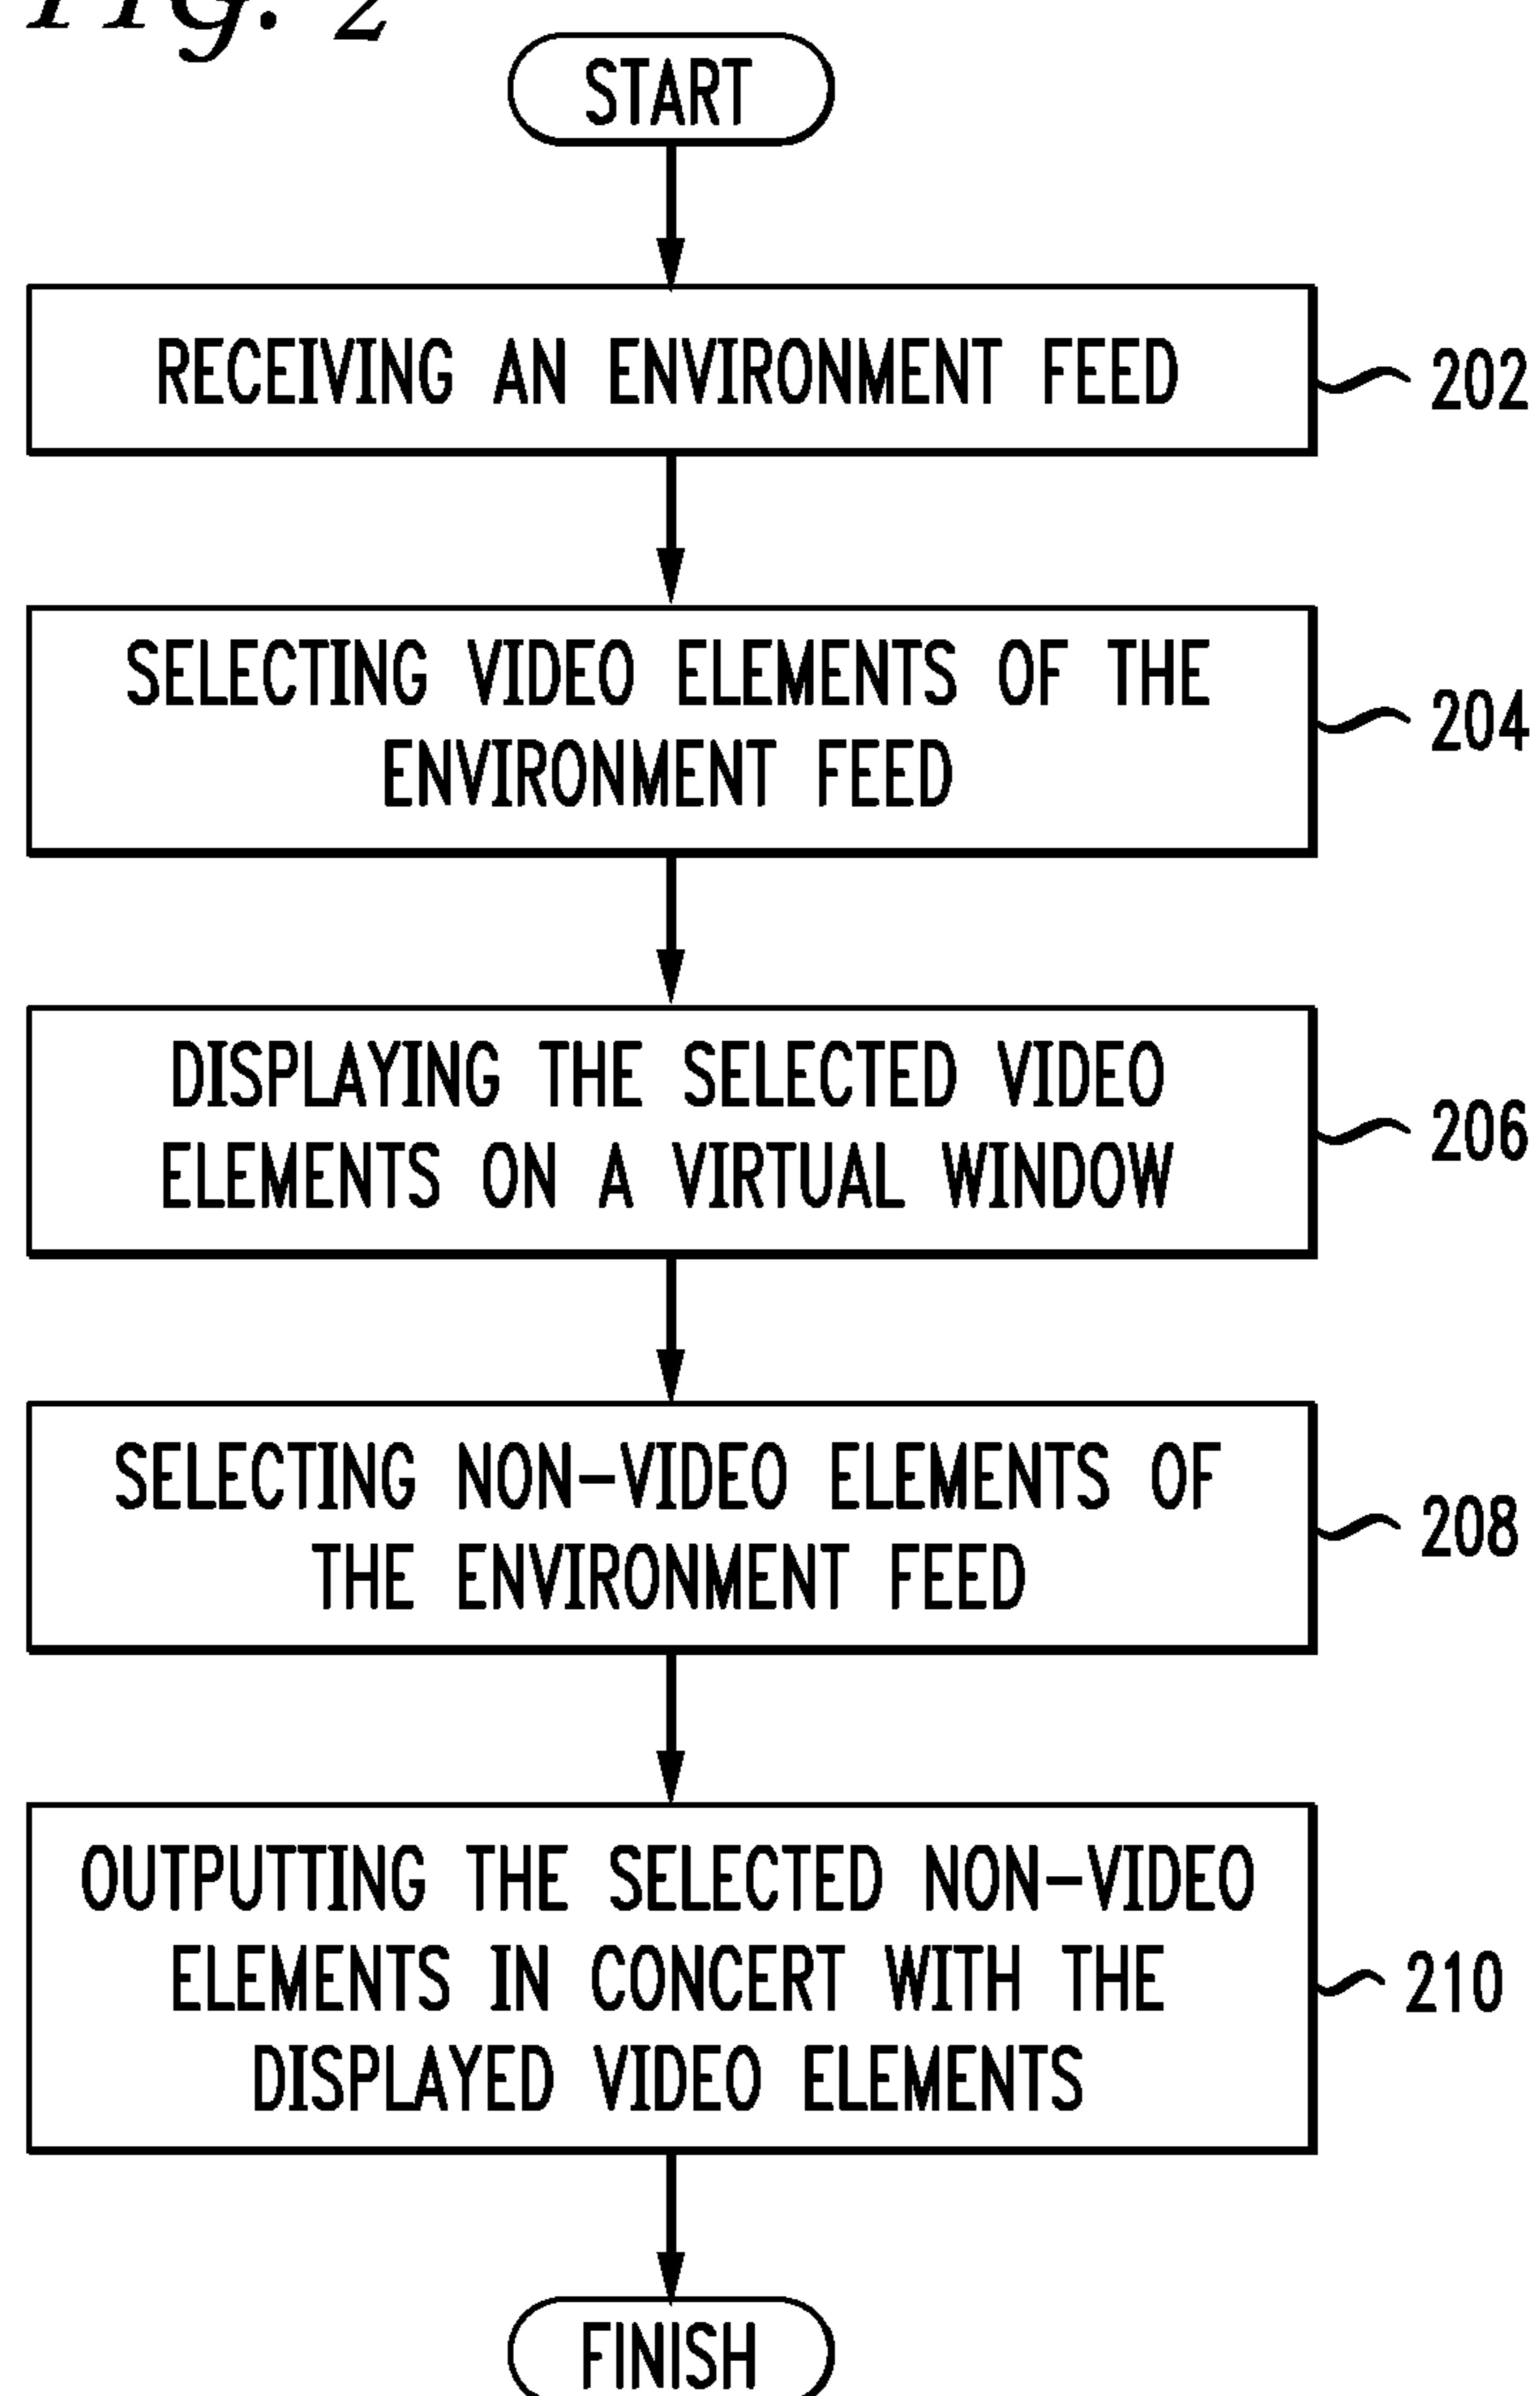 FIG. 2
START
RECEIVING AN ENVIRONMENT FEED
202
SELECTING VIDEO ELEMENTS OF THE
ENVIRONMENT FEED
204
DISPLAYING THE SELECTED VIDEO
ELEMENTS ON A VIRTUAL WINDOW
206
SELECTING NON-VIDEO ELEMENTS OF
THE ENVIRONMENT FEED
208
OUTPUTTING THE SELECTED NON-VIDEO
ELEMENTS IN CONCERT WITH THE
DISPLAYED VIDEO ELEMENTS
210
FINISH